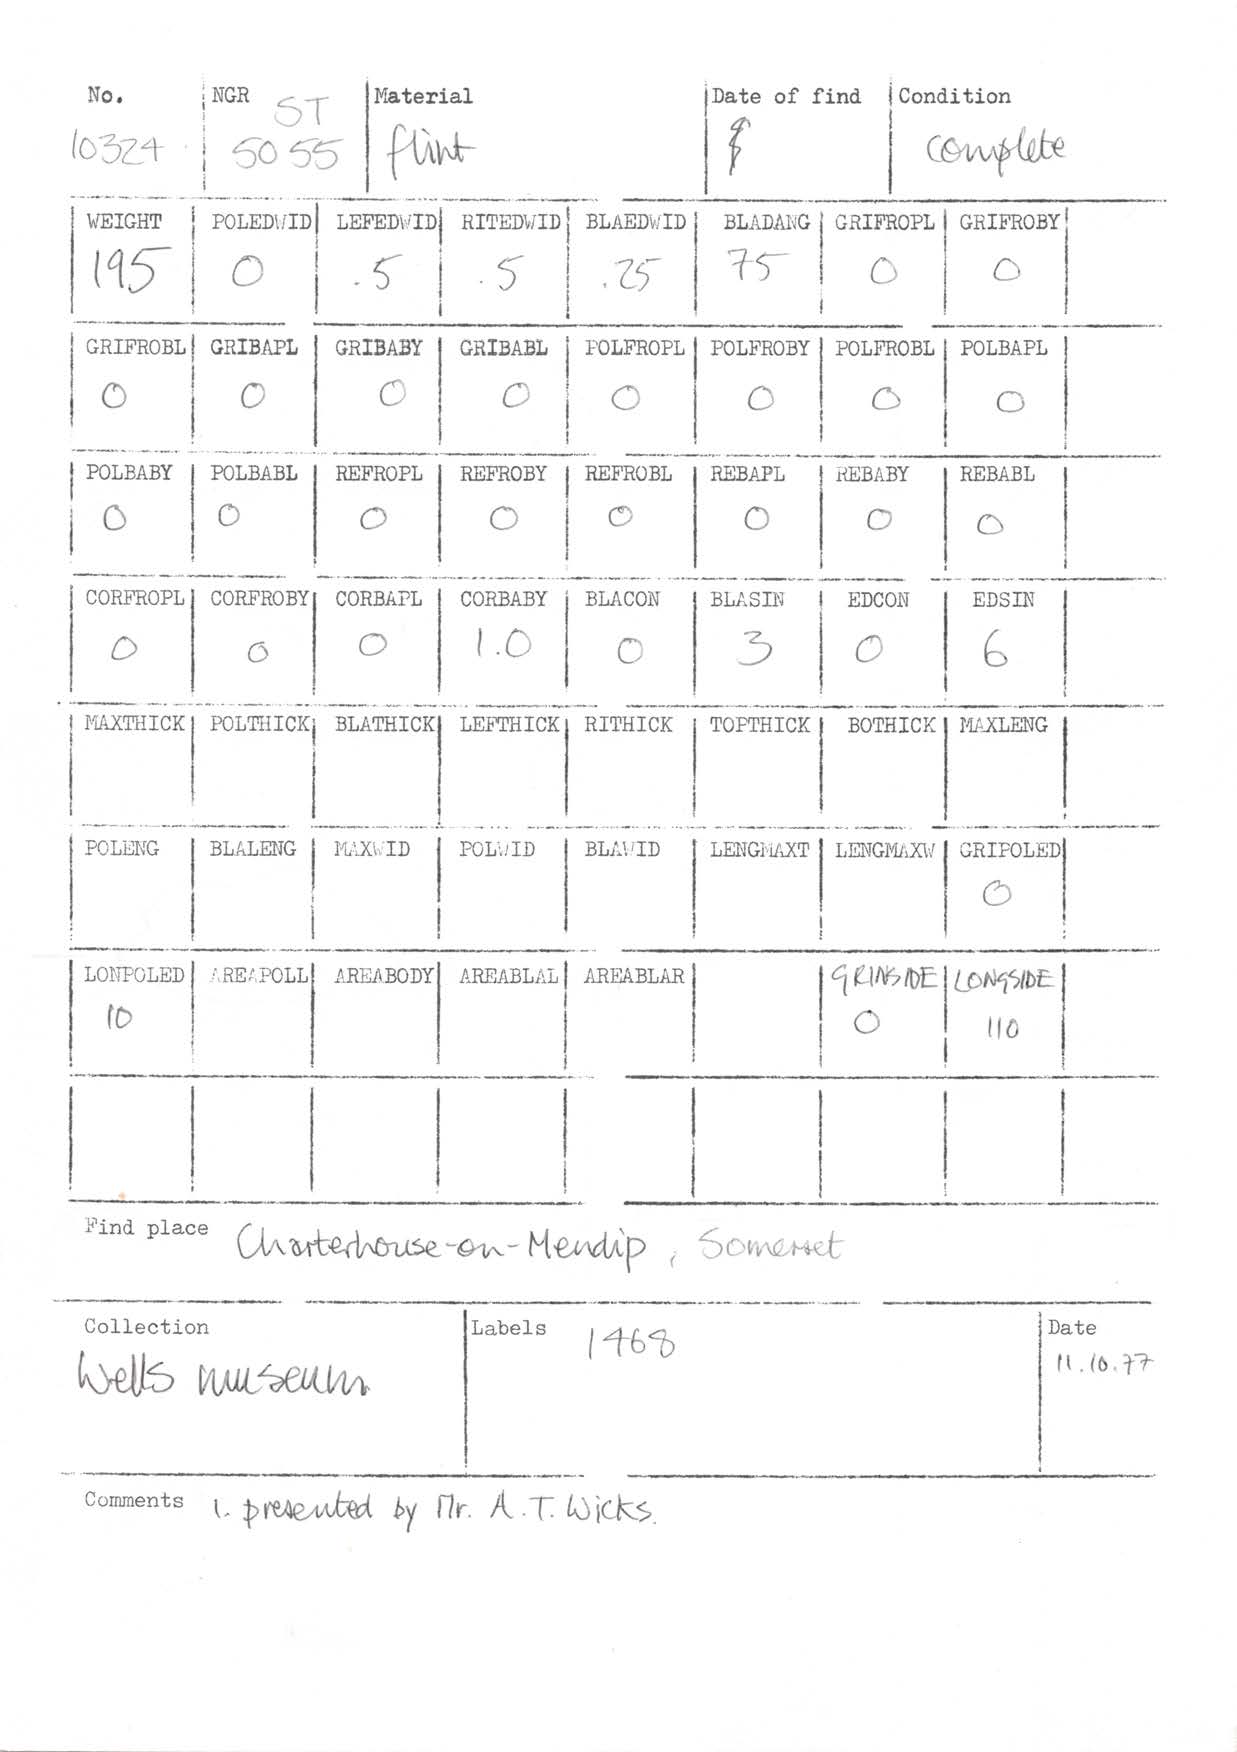 No. NGR Material Date of find Condition
10324 ST 5055 flint complete
WEIGHT POLEDWID LEFEDWID RITEDWID BLAEDWID BLADANG GRIFROPL GRIFROBY
195 0 .5 .5 .25 75 0 0
GRIFROBL GRIBAPL GRIBABY GRIBABL POLFROPL POLFROBY POLFROBL POLBAPL
0 0 0 0 0 0 0 0
POLBABY POLBABL REFROPL REFROBY REFROBL REBAPL REBABY REBABL
0 0 0 0 0 0 0 0
CORFROPL CORFROBY CORBAPL CORBABY BLACON BLASIN EDCON EDSIN
0 0 0 1.0 0 3 0 6
MAXTHICK POLTHICK BLATHICK LEFTHICK RITHICK TOPTHICK BOTHICK MAXLENG
POLENG BLALENG MAXWID POLWID BLAWID LENGMAXT LENGMAXW GRIPOLED
0
LONPOLED AREAPOLL AREABODY AREABLAL AREABLAR GRINSIDE LONGSIDE
10 0 110
Find place Charterhouse-on-Mendip, Somerset
Collection Labels 1468 Date
Wells museum 11.10.77
Comments 1. presented by Mr. A.T. Wicks.